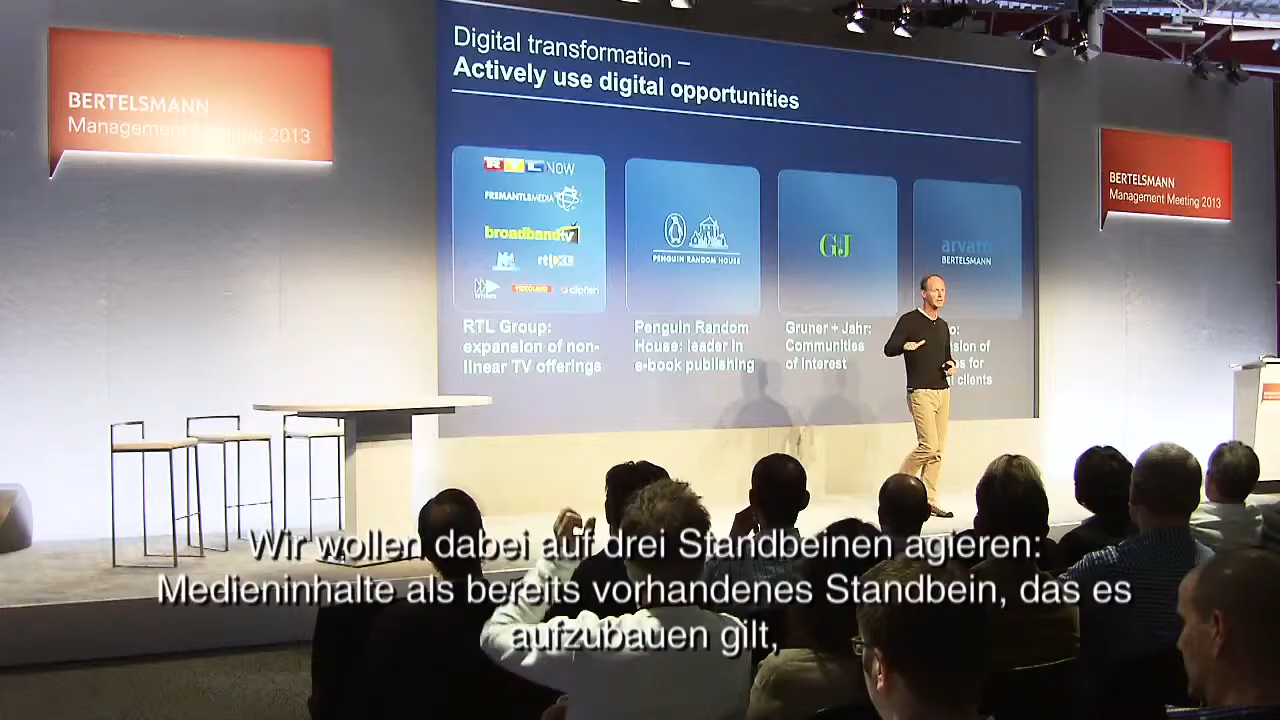 BERTELSMANN
Management Meeting 2013
Digital transformation –
Actively use digital opportunities
RTL NOW
FREMANTLEMEDIA
broadbandtv
VIDEOLAND
clipfish
RTL Group:
expansion of non-
linear TV offerings
PENGUIN RANDOM HOUSE
Penguin Random
House: leader in
e-book publishing
G+J
Gruner + Jahr:
Communities
of Interest
arvato
BERTELSMANN
of
for
clients
BERTELSMANN
Management Meeting 2013
Wir wollen dabei auf drei Standbeinen agieren:
Medieninhalte als bereits vorhandenes Standbein, das es
aufzubauen gilt,